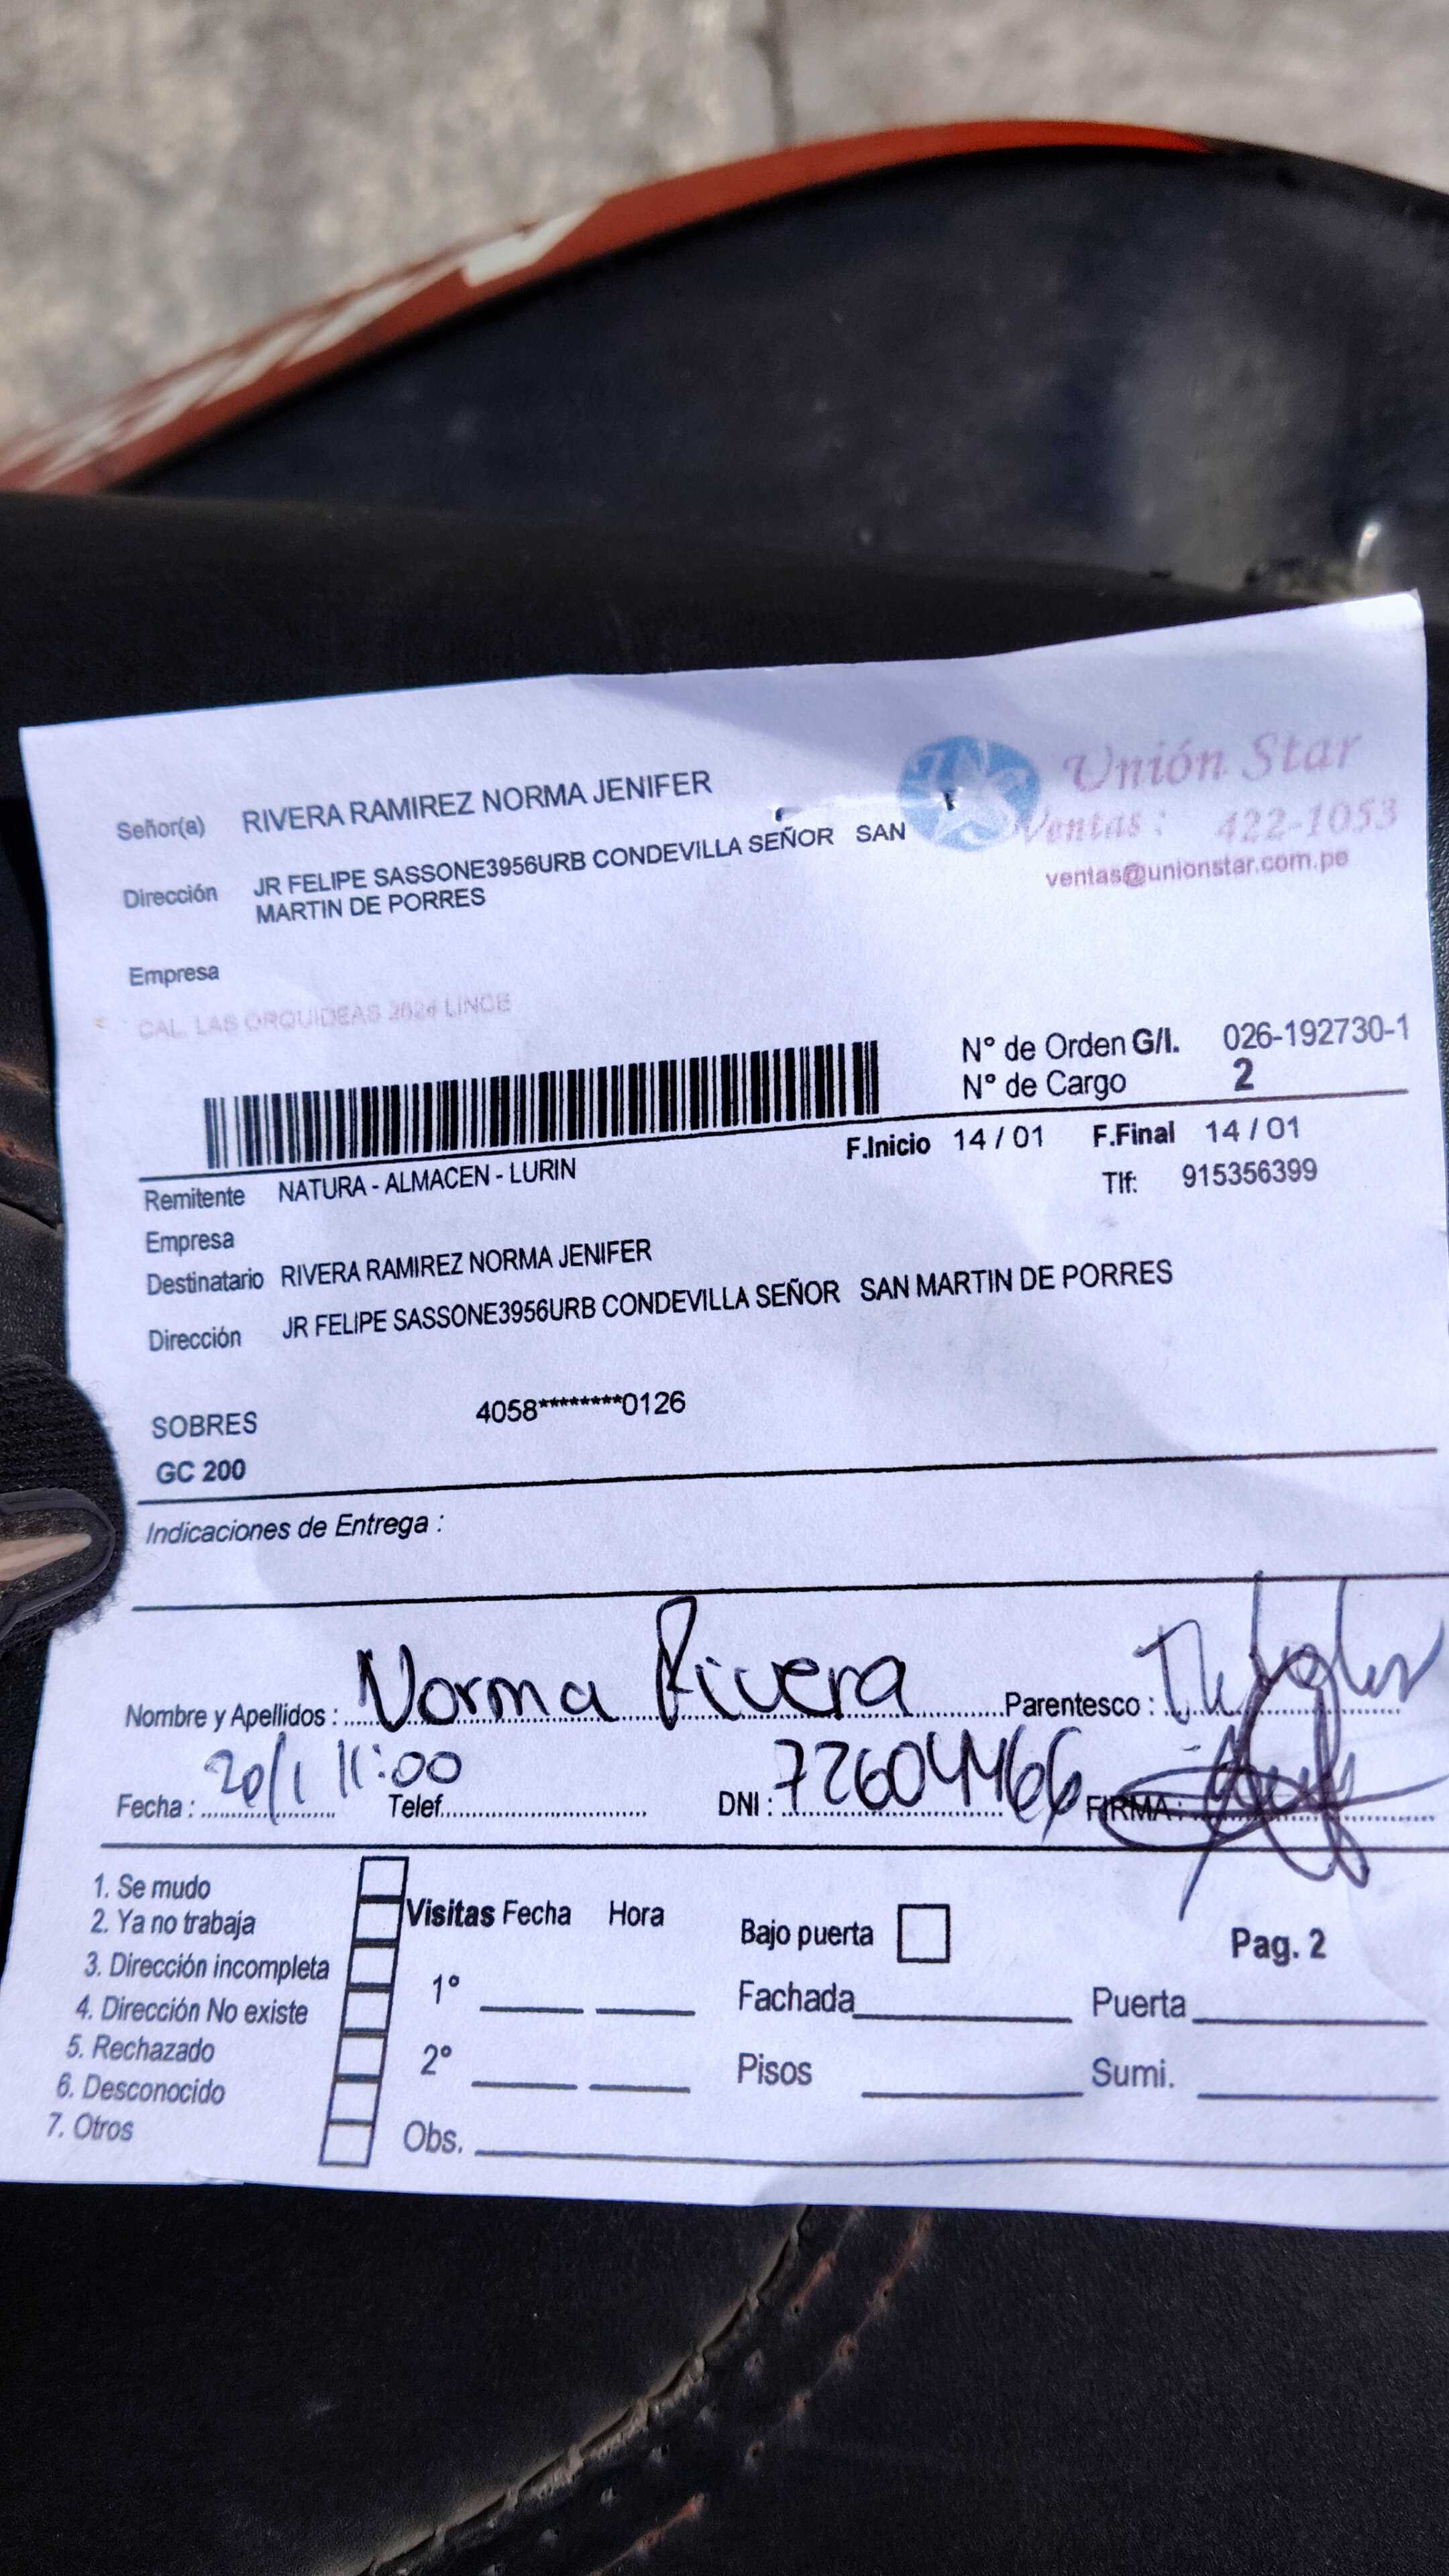 Unión Star
Ventas: 422-1053
ventas@unionstar.com.pe
Señor(a) RIVERA RAMIREZ NORMA JENIFER
Dirección JR FELIPE SASSONE3956URB CONDEVILLA SEÑOR SAN
MARTIN DE PORRES
Empresa
CAL. LAS ORQUIDEAS 2624 LINCE
N° de Orden G/I. 026-192730-1
N° de Cargo 2
F.Inicio 14 / 01 F.Final 14 / 01
Remitente NATURA - ALMACEN - LURIN
Tlf: 915356399
Empresa
Destinatario RIVERA RAMIREZ NORMA JENIFER
Dirección JR FELIPE SASSONE3956URB CONDEVILLA SEÑOR SAN MARTIN DE PORRES
SOBRES 4058********0126
GC 200
Indicaciones de Entrega :
Nombre y Apellidos : Norma Rivera Parentesco :
Fecha : 20/1 11:00 Telef. DNI : 72604466 FIRMA :
1. Se mudo
2. Ya no trabaja
3. Dirección incompleta
4. Dirección No existe
5. Rechazado
6. Desconocido
7. Otros
Visitas Fecha Hora
1°
2°
Obs.
Bajo puerta
Pag. 2
Fachada Puerta
Pisos Sumi.